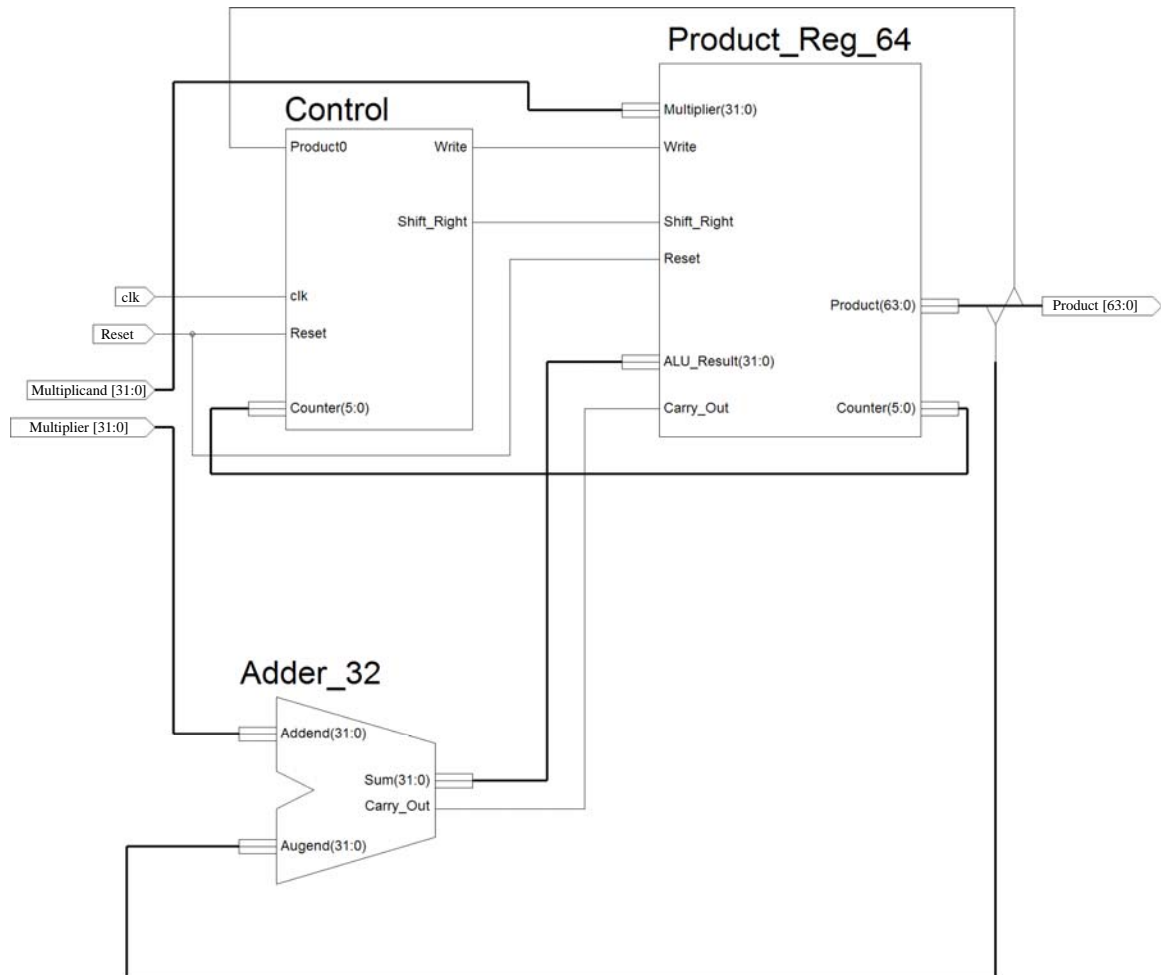 Product_Reg_64
Control
Multiplier(31:0)
Product0
Write
Write
Shift_Right
Shift_Right
Reset
clk
clk
Product(63:0)
Product [63:0]
Reset
Reset
ALU_Result(31:0)
Multiplicand [31:0]
Counter(5:0)
Carry_Out
Counter(5:0)
Multiplier [31:0]
Adder_32
Addend(31:0)
Sum(31:0)
Carry_Out
Augend(31:0)